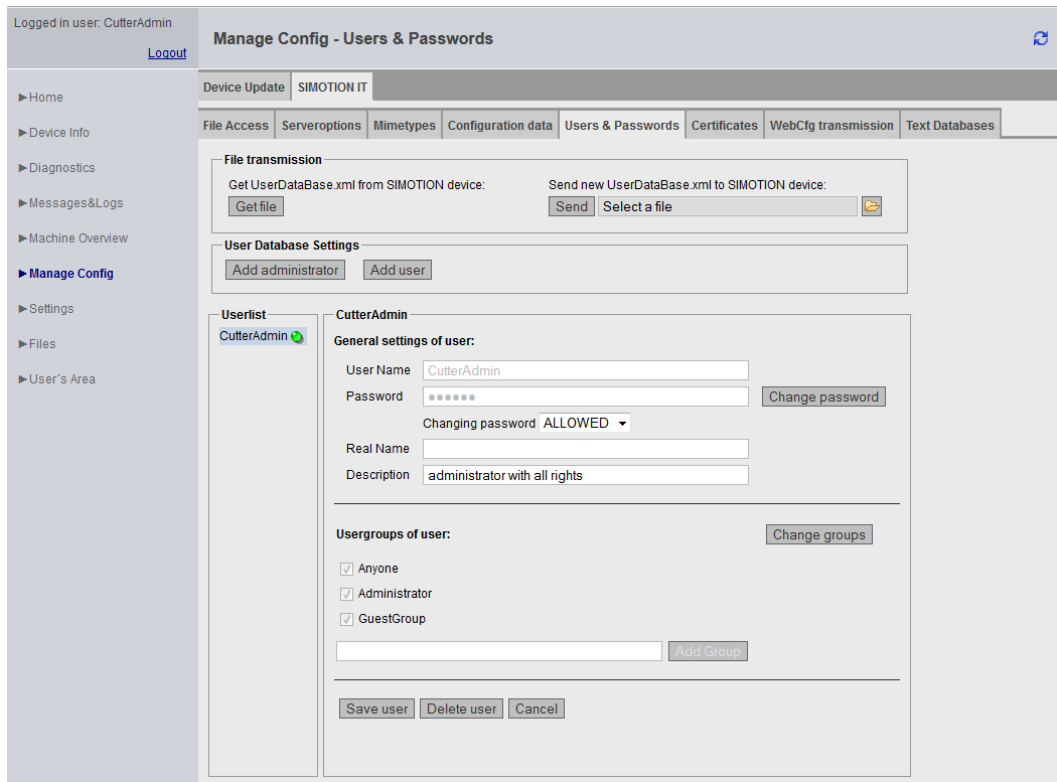 Logged in user: CutterAdmin
Logout
Manage Config - Users & Passwords
►Home
►Device Info
►Diagnostics
►Messages&Logs
►Machine Overview
►Manage Config
►Settings
►Files
►User's Area
Device Update SIMOTION IT
File Access Serveroptions Mimetypes Configuration data Users & Passwords Certificates WebCfg transmission Text Databases
File transmission
Get UserDataBase.xml from SIMOTION device: Send new UserDataBase.xml to SIMOTION device:
Get file Send Select a file
User Database Settings
Add administrator Add user
Userlist
CutterAdmin
CutterAdmin
General settings of user:
User Name CutterAdmin
Password ●●●●●● Change password
Changing password ALLOWED
Real Name
Description administrator with all rights
Usergroups of user: Change groups
Anyone
Administrator
GuestGroup
Add Group
Save user Delete user Cancel